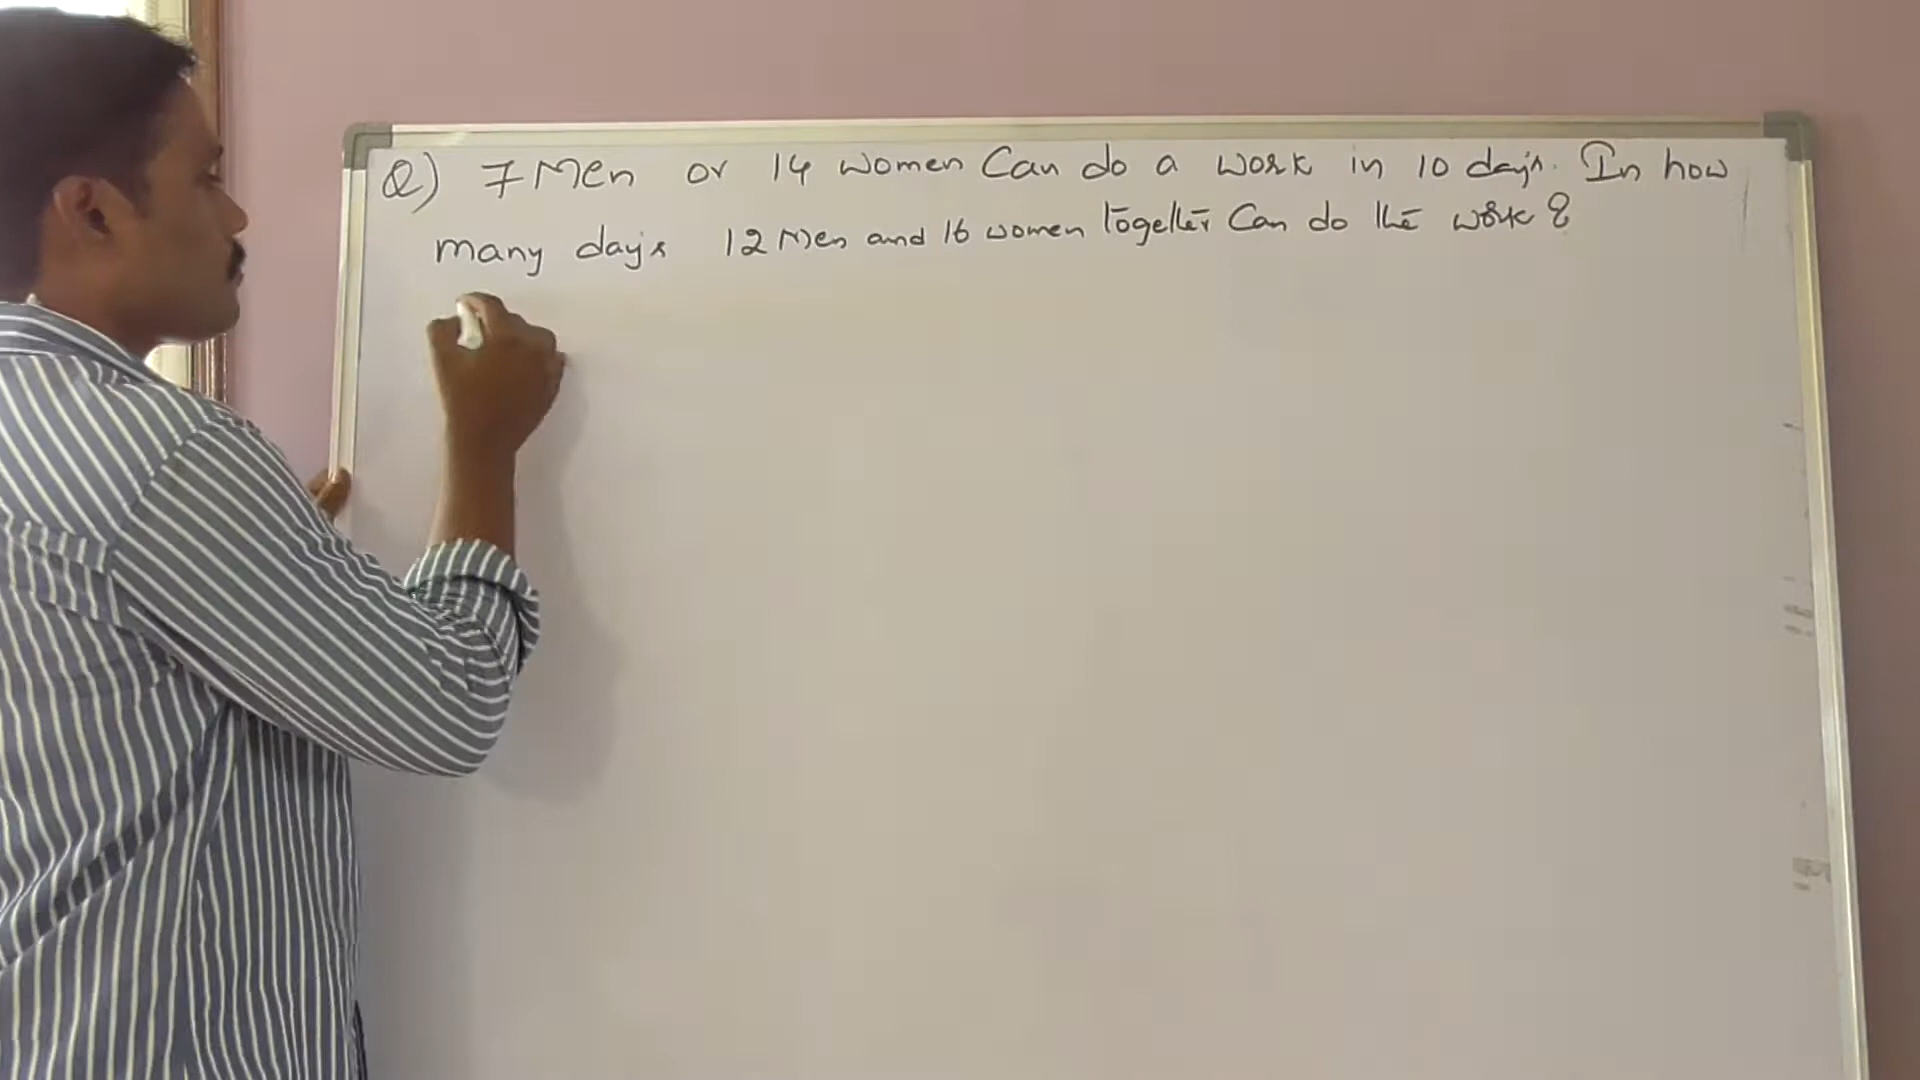 Q) 7 Men or 14 women Can do a work in 10 days. In how
many days 12 Men and 16 women together Can do the work ?